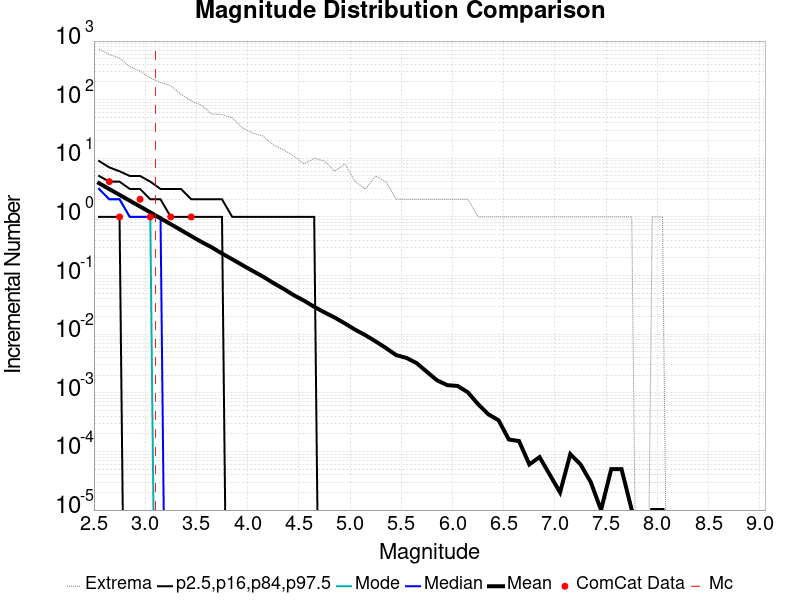 Magnitude Distribution Comparison
10^3
10^2
10^1
10^0
10^-1
10^-2
10^-3
10^-4
10^-5
Incremental Number
2.5 3.0 3.5 4.0 4.5 5.0 5.5 6.0 6.5 7.0 7.5 8.0 8.5 9.0
Magnitude
Extrema p2.5,p16,p84,p97.5 Mode Median Mean ComCat Data Mc